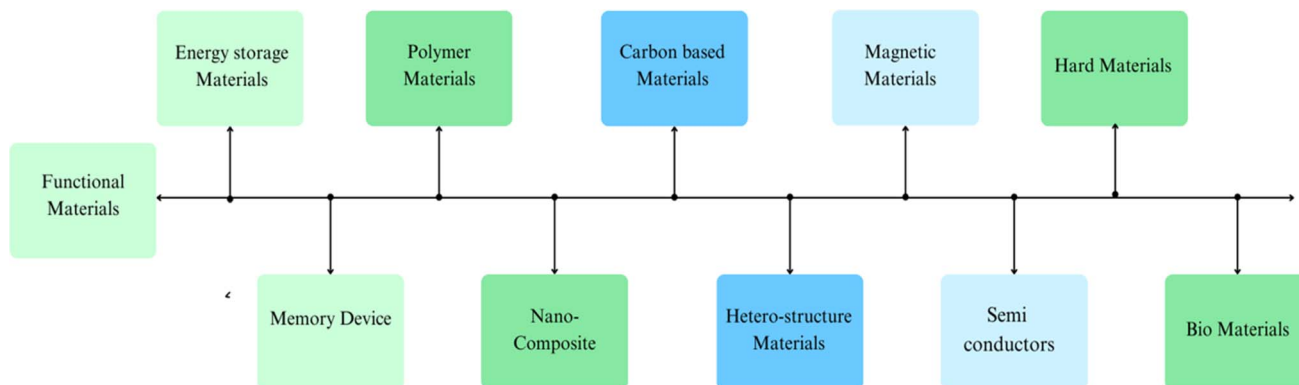 Energy storage
Materials
Polymer
Materials
Carbon based
Materials
Magnetic
Materials
Hard Materials
Functional
Materials
Memory Device
Nano-
Composite
Hetero-structure
Materials
Semi
conductors
Bio Materials